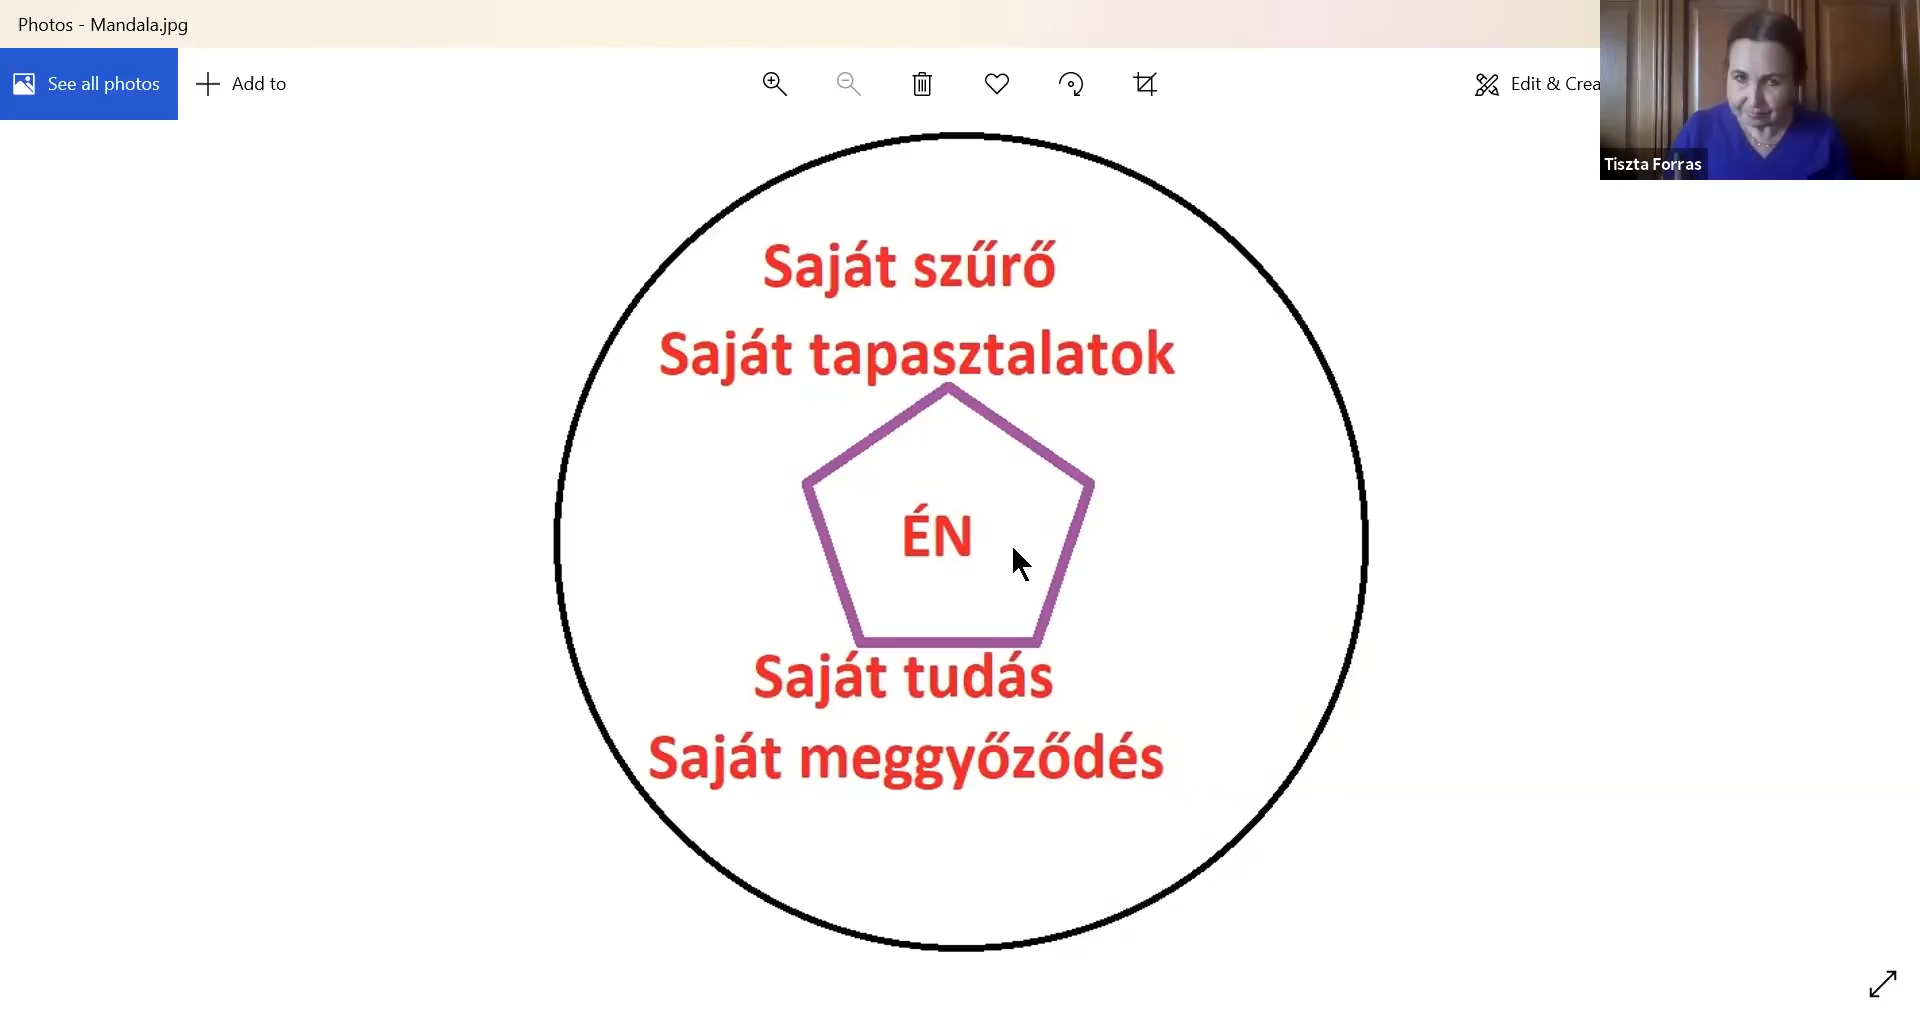 Photos - Mandala.jpg
See all photos
Add to
Edit & Crea
Tiszta Forras
Saját szűrő
Saját tapasztalatok
ÉN
Saját tudás
Saját meggyőződés